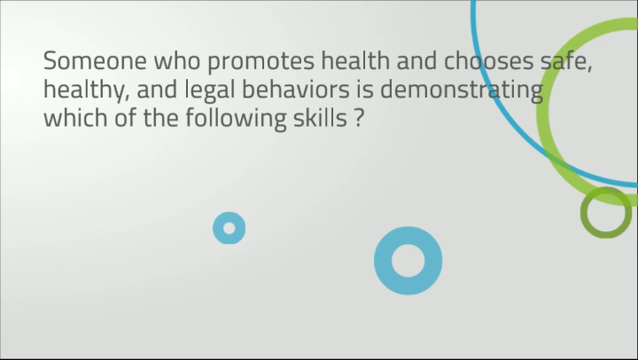 Someone who promotes health and chooses safe,
healthy, and legal behaviors is demonstrating
which of the following skills ?